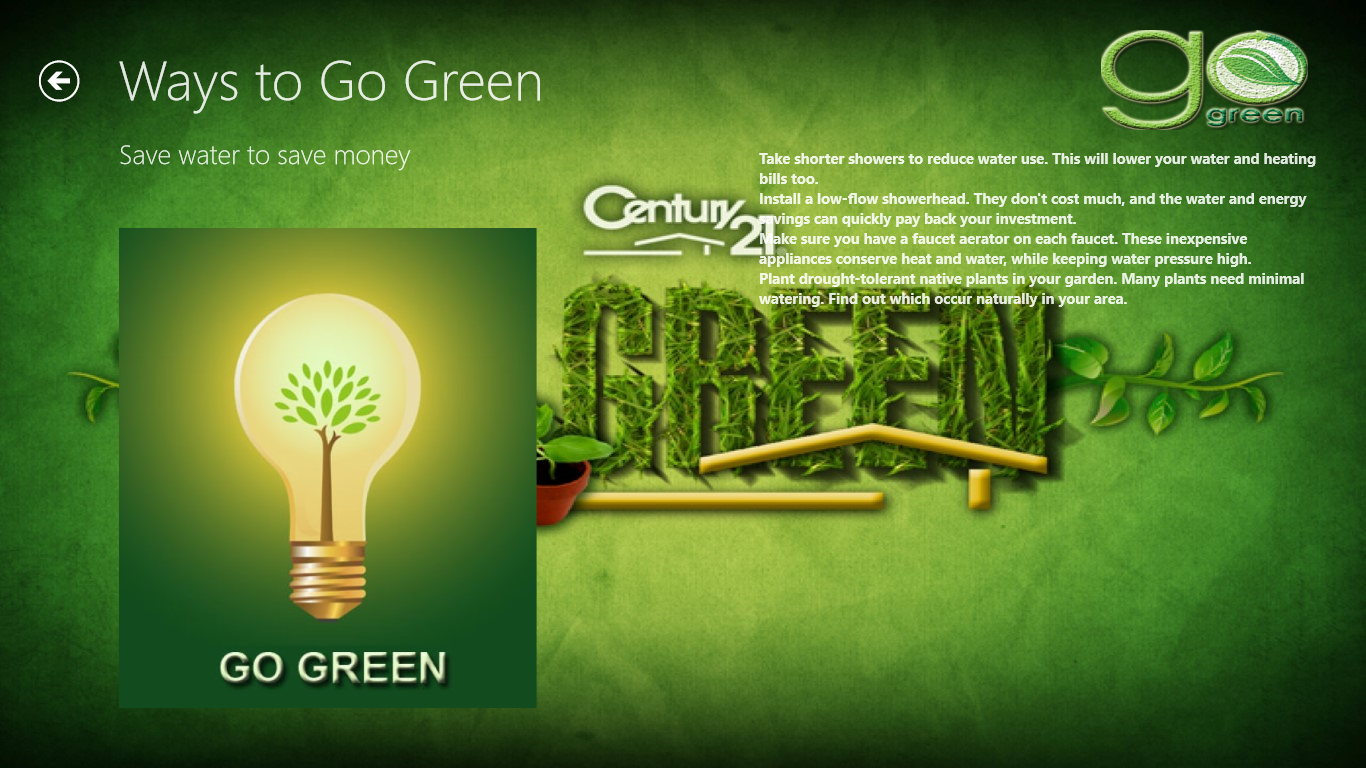 Ways to Go Green
go
green
Save water to save money
Take shorter showers to reduce water use. This will lower your water and heating
bills too.
Install a low-flow showerhead. They don't cost much, and the water and energy
savings can quickly pay back your investment.
Make sure you have a faucet aerator on each faucet. These inexpensive
appliances conserve heat and water, while keeping water pressure high.
Plant drought-tolerant native plants in your garden. Many plants need minimal
watering. Find out which occur naturally in your area.
Century
21
GREEN
GO GREEN